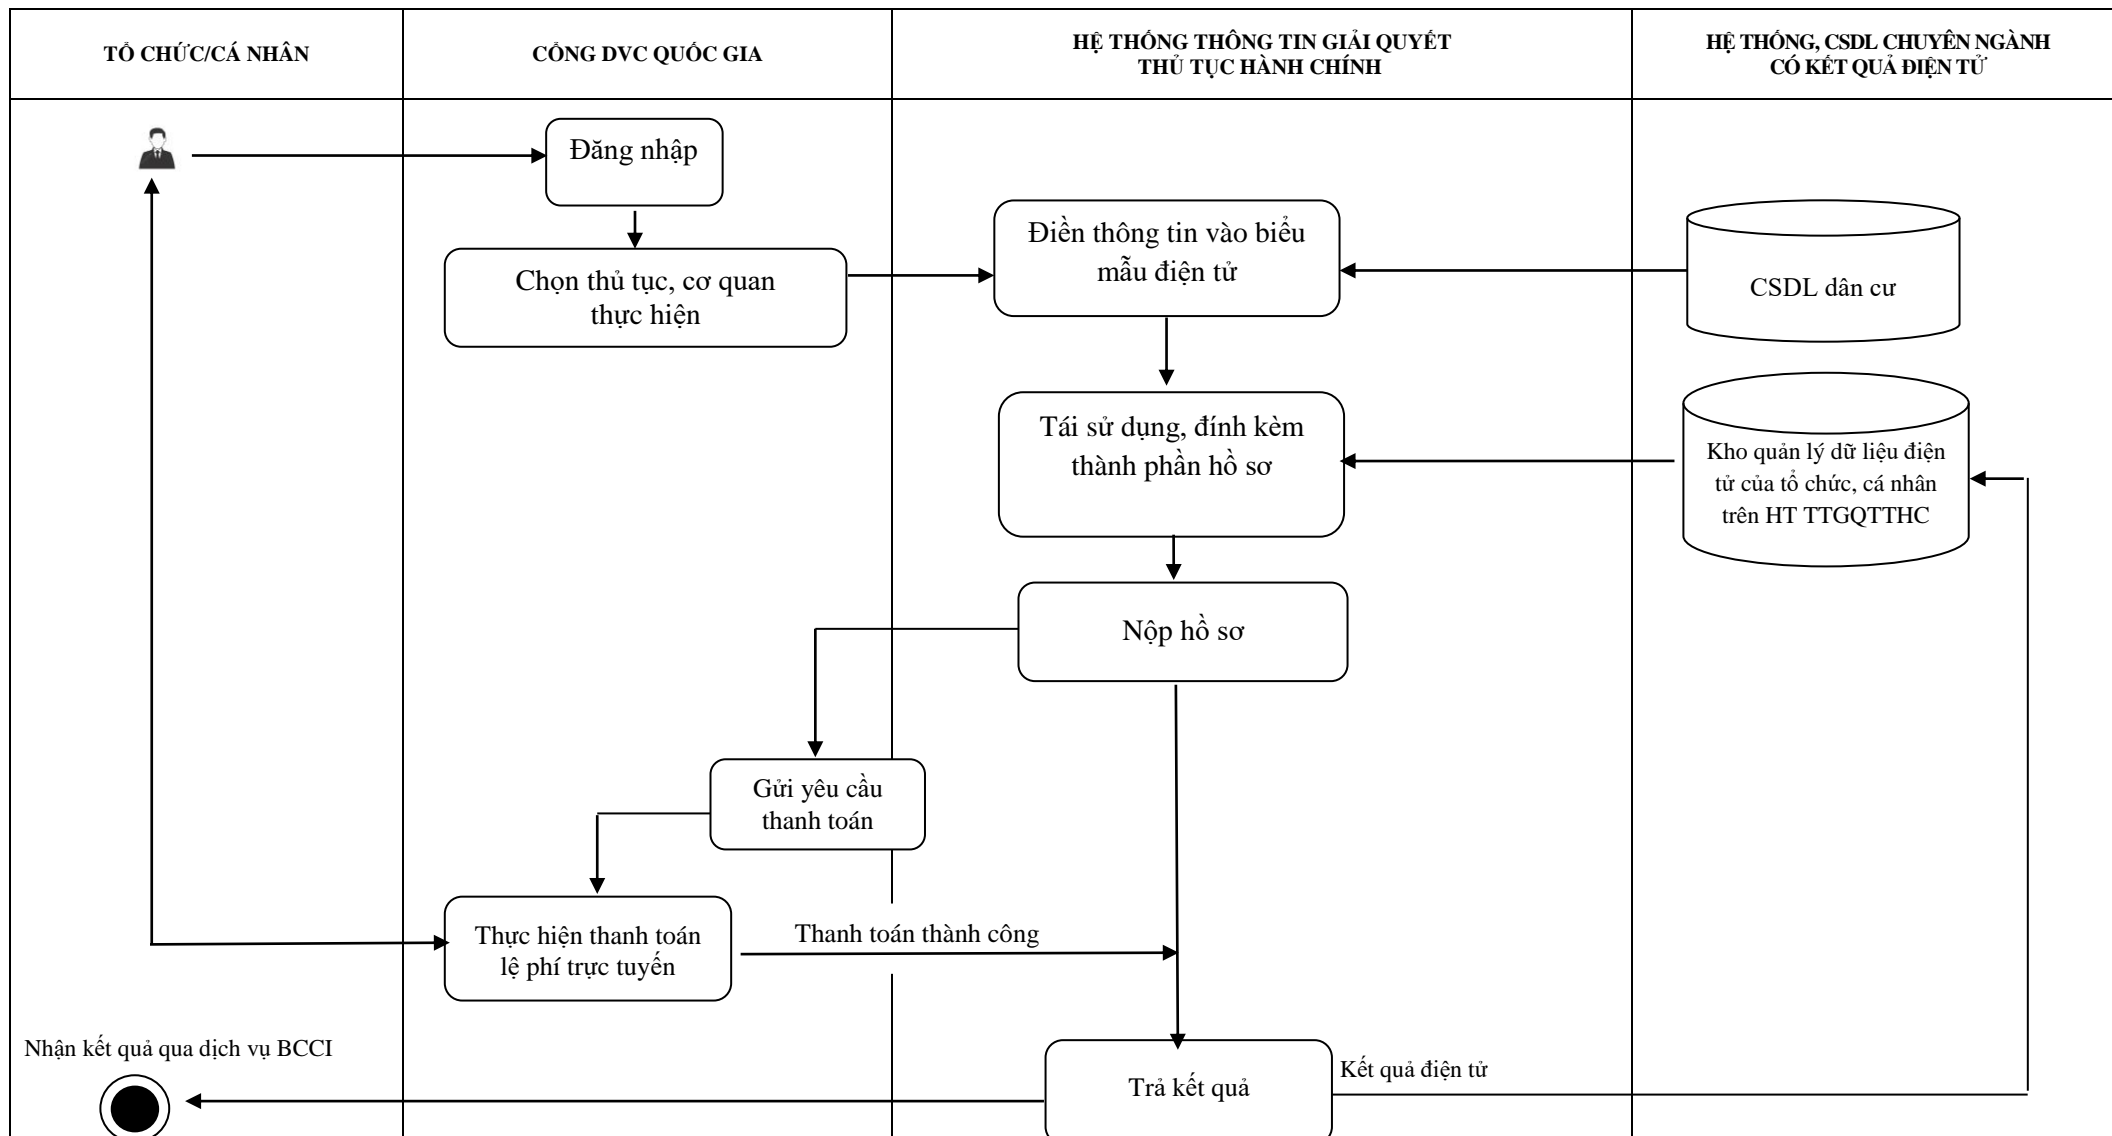 TỔ CHỨC/CÁ NHÂN
CỔNG DVC QUỐC GIA
HỆ THỐNG THÔNG TIN GIẢI QUYẾT
THỦ TỤC HÀNH CHÍNH
HỆ THỐNG, CSDL CHUYÊN NGÀNH
CÓ KẾT QUẢ ĐIỆN TỬ
Đăng nhập
Chọn thủ tục, cơ quan
thực hiện
Điền thông tin vào biểu
mẫu điện tử
CSDL dân cư
Tái sử dụng, đính kèm
thành phần hồ sơ
Kho quản lý dữ liệu điện
tử của tổ chức, cá nhân
trên HT TTGQTTHC
Nộp hồ sơ
Gửi yêu cầu
thanh toán
Thực hiện thanh toán
lệ phí trực tuyến
Thanh toán thành công
Nhận kết quả qua dịch vụ BCCI
Trả kết quả
Kết quả điện tử